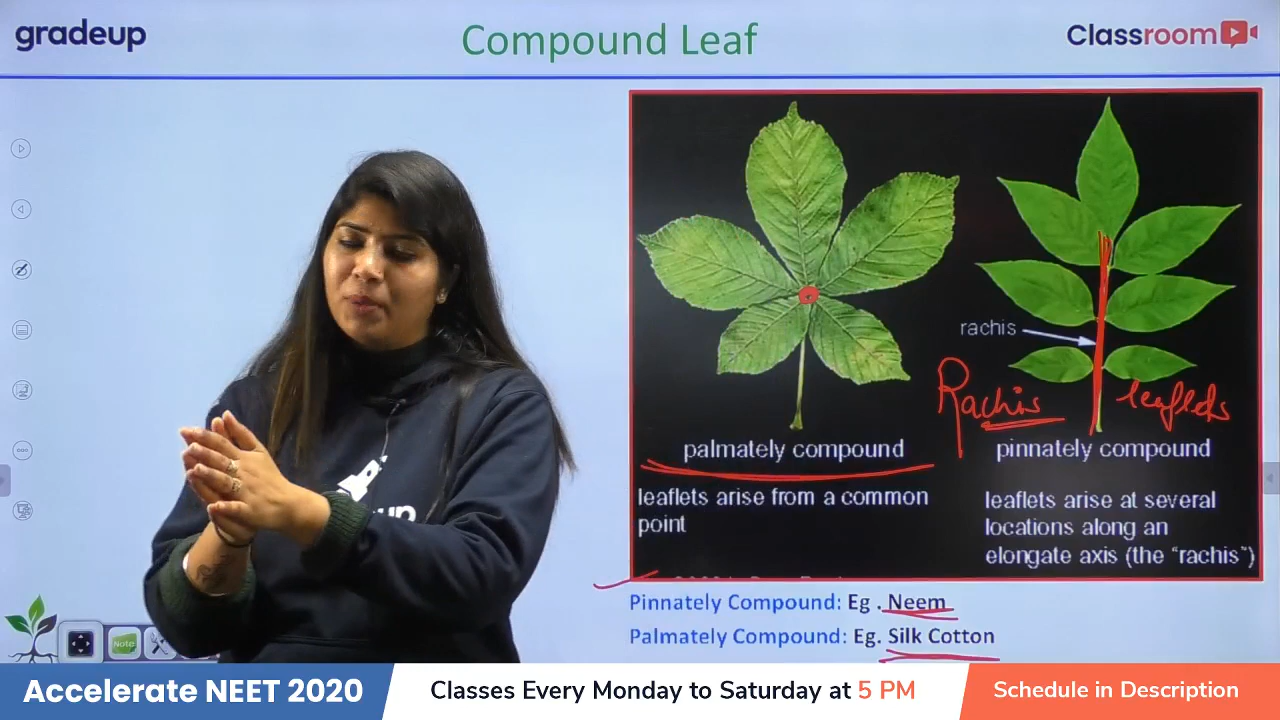 gradeup
Compound Leaf
Classroom
rachis
Rachis
leaflets
palmately compound
pinnately compound
leaflets arise from a common
point
leaflets arise at several
locations along an
elongate axis (the "rachis")
Pinnately Compound: Eg . Neem
Palmately Compound: Eg. Silk Cotton
Note
Accelerate NEET 2020
Classes Every Monday to Saturday at 5 PM
Schedule in Description